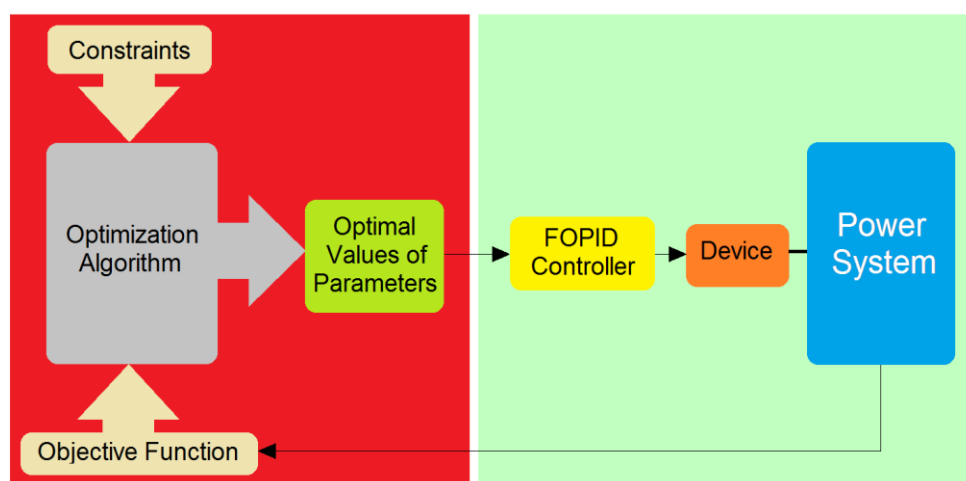 Constraints
Optimization
Algorithm
Optimal
Values of
Parameters
FOPID
Controller
Device
Power
System
Objective Function